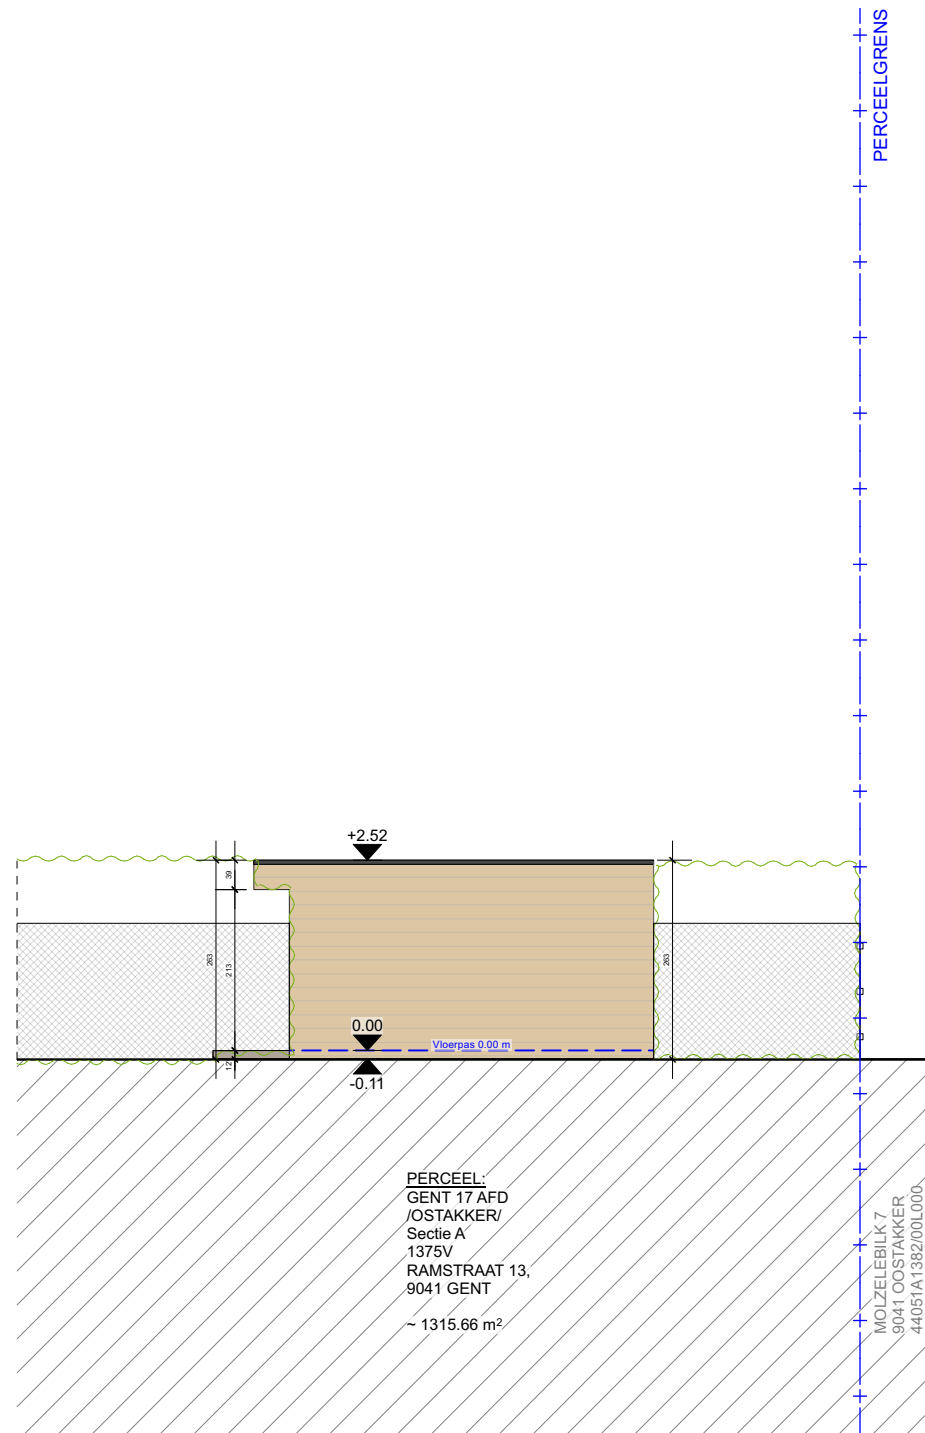 PERCEELGRENS
+2.52
39
263
213
263
0.00
Vloerpas 0.00 m
12
-0.11
PERCEEL:
GENT 17 AFD
/OSTAKKER/
Sectie A
1375V
RAMSTRAAT 13,
9041 GENT
~ 1315.66 m²
MOLZELEBILK 7
9041 OOSTAKKER
44051A1382/00L000